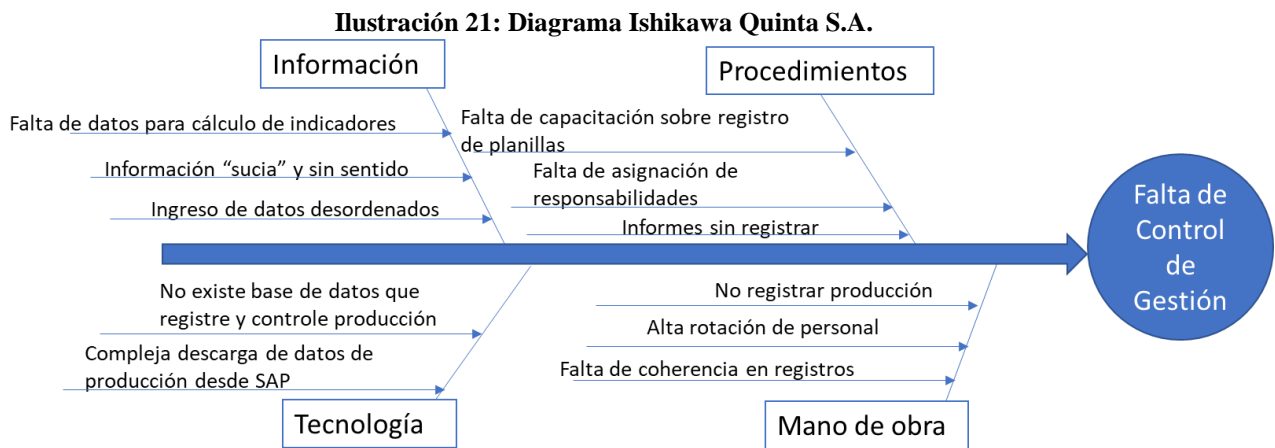 Ilustración 21: Diagrama Ishikawa Quinta S.A.
Información
Procedimientos
Falta de datos para cálculo de indicadores
Información “sucia” y sin sentido
Ingreso de datos desordenados
Falta de capacitación sobre registro
de planillas
Falta de asignación de
responsabilidades
Informes sin registrar
Falta de
Control
de
Gestión
No existe base de datos que
registre y controle producción
Compleja descarga de datos de
producción desde SAP
Tecnología
No registrar producción
Alta rotación de personal
Falta de coherencia en registros
Mano de obra